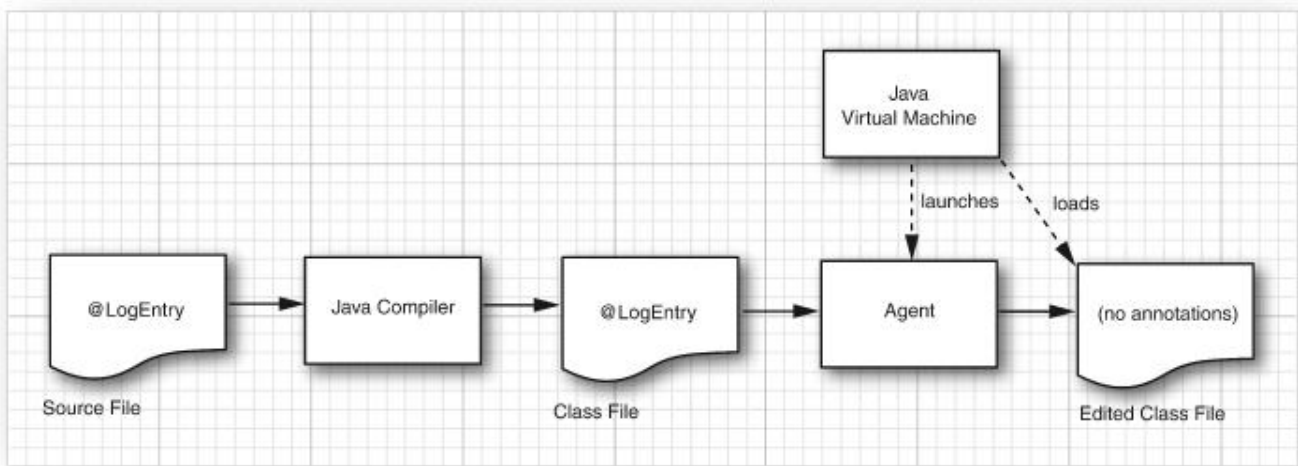 Java
Virtual Machine
launches
loads
@LogEntry
Java Compiler
@LogEntry
Agent
(no annotations)
Source File
Class File
Edited Class File